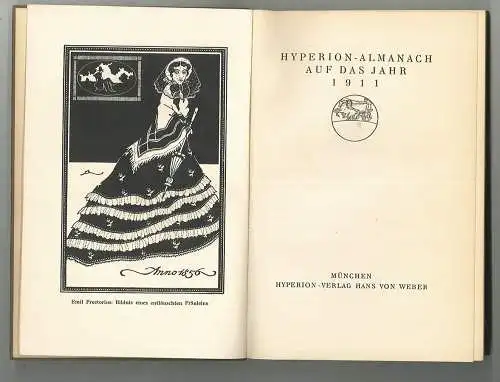 Anno 1856
Emil Preetorius: Bildnis eines enttäuschten Fräuleins
HYPERION-ALMANACH
AUF DAS JAHR
1911
MÜNCHEN
HYPERION-VERLAG HANS VON WEBER